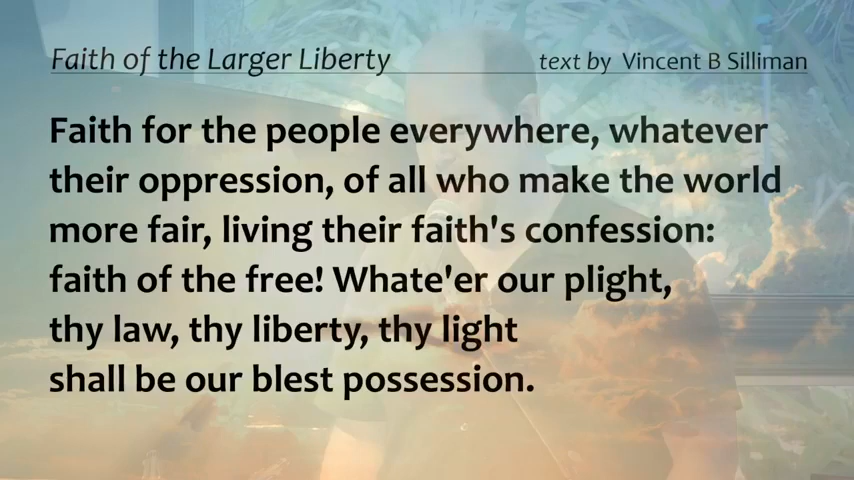 Faith of the Larger Liberty text by Vincent B Silliman
Faith for the people everywhere, whatever
their oppression, of all who make the world
more fair, living their faith's confession:
faith of the free! Whate'er our plight,
thy law, thy liberty, thy light
shall be our blest possession.